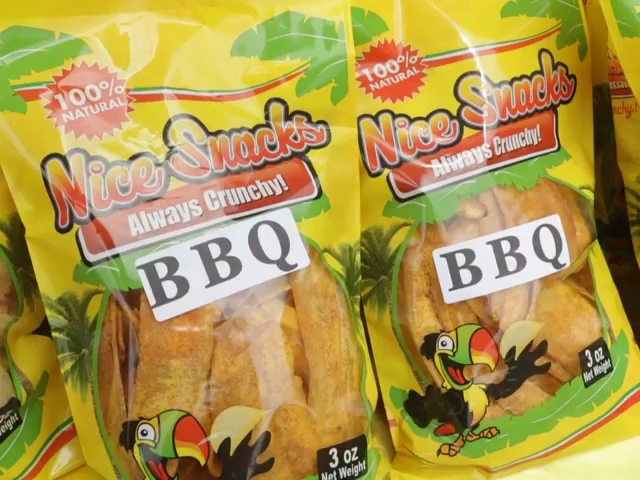 100%
NATURAL
Nice Snacks
Always Crunchy!
BBQ
3 oz
Net Weight
100%
NATURAL
Nice Snacks
Always Crunchy!
BBQ
3 oz
Net Weight